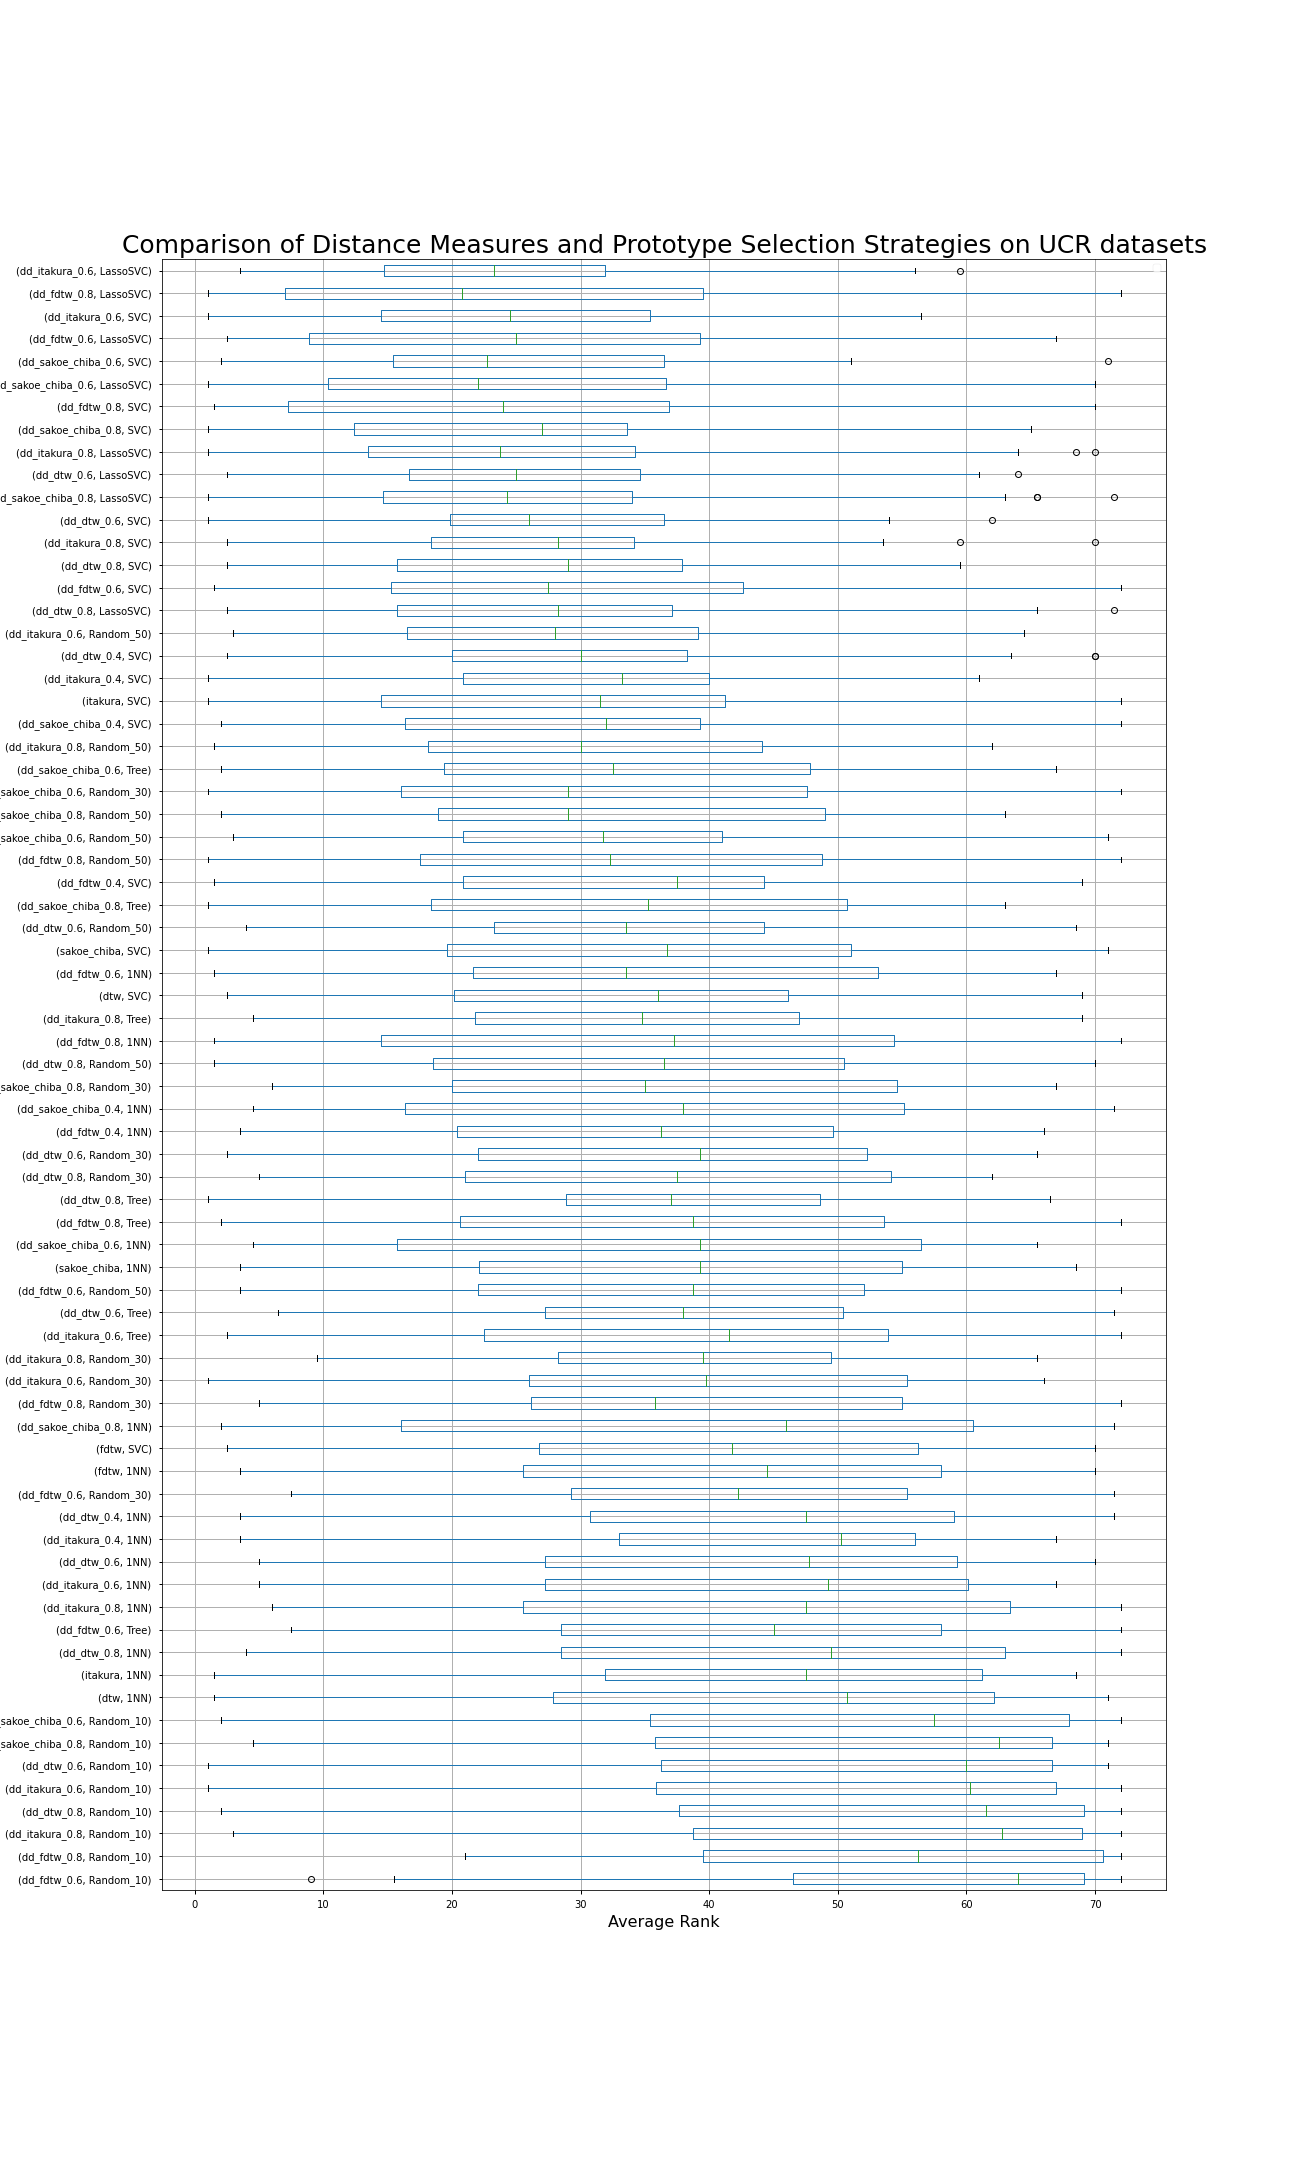 Comparison of Distance Measures and Prototype Selection Strategies on UCR datasets
(dd_itakura_0.6, LassoSVC)
(dd_fdtw_0.8, LassoSVC)
(dd_itakura_0.6, SVC)
(dd_fdtw_0.6, LassoSVC)
(dd_sakoe_chiba_0.6, SVC)
d_sakoe_chiba_0.6, LassoSVC)
(dd_fdtw_0.8, SVC)
(dd_sakoe_chiba_0.8, SVC)
(dd_itakura_0.8, LassoSVC)
(dd_dtw_0.6, LassoSVC)
d_sakoe_chiba_0.8, LassoSVC)
(dd_dtw_0.6, SVC)
(dd_itakura_0.8, SVC)
(dd_dtw_0.8, SVC)
(dd_fdtw_0.6, SVC)
(dd_dtw_0.8, LassoSVC)
(dd_itakura_0.6, Random_50)
(dd_dtw_0.4, SVC)
(dd_itakura_0.4, SVC)
(itakura, SVC)
(dd_sakoe_chiba_0.4, SVC)
(dd_itakura_0.8, Random_50)
(dd_sakoe_chiba_0.6, Tree)
_sakoe_chiba_0.6, Random_30)
_sakoe_chiba_0.8, Random_50)
_sakoe_chiba_0.6, Random_50)
(dd_fdtw_0.8, Random_50)
(dd_fdtw_0.4, SVC)
(dd_sakoe_chiba_0.8, Tree)
(dd_dtw_0.6, Random_50)
(sakoe_chiba, SVC)
(dd_fdtw_0.6, 1NN)
(dtw, SVC)
(dd_itakura_0.8, Tree)
(dd_fdtw_0.8, 1NN)
(dd_dtw_0.8, Random_50)
_sakoe_chiba_0.8, Random_30)
(dd_sakoe_chiba_0.4, 1NN)
(dd_fdtw_0.4, 1NN)
(dd_dtw_0.6, Random_30)
(dd_dtw_0.8, Random_30)
(dd_dtw_0.8, Tree)
(dd_fdtw_0.8, Tree)
(dd_sakoe_chiba_0.6, 1NN)
(sakoe_chiba, 1NN)
(dd_fdtw_0.6, Random_50)
(dd_dtw_0.6, Tree)
(dd_itakura_0.6, Tree)
(dd_itakura_0.8, Random_30)
(dd_itakura_0.6, Random_30)
(dd_fdtw_0.8, Random_30)
(dd_sakoe_chiba_0.8, 1NN)
(fdtw, SVC)
(fdtw, 1NN)
(dd_fdtw_0.6, Random_30)
(dd_dtw_0.4, 1NN)
(dd_itakura_0.4, 1NN)
(dd_dtw_0.6, 1NN)
(dd_itakura_0.6, 1NN)
(dd_itakura_0.8, 1NN)
(dd_fdtw_0.6, Tree)
(dd_dtw_0.8, 1NN)
(itakura, 1NN)
(dtw, 1NN)
_sakoe_chiba_0.6, Random_10)
_sakoe_chiba_0.8, Random_10)
(dd_dtw_0.6, Random_10)
(dd_itakura_0.6, Random_10)
(dd_dtw_0.8, Random_10)
(dd_itakura_0.8, Random_10)
(dd_fdtw_0.8, Random_10)
(dd_fdtw_0.6, Random_10)
0 10 20 30 40 50 60 70
Average Rank